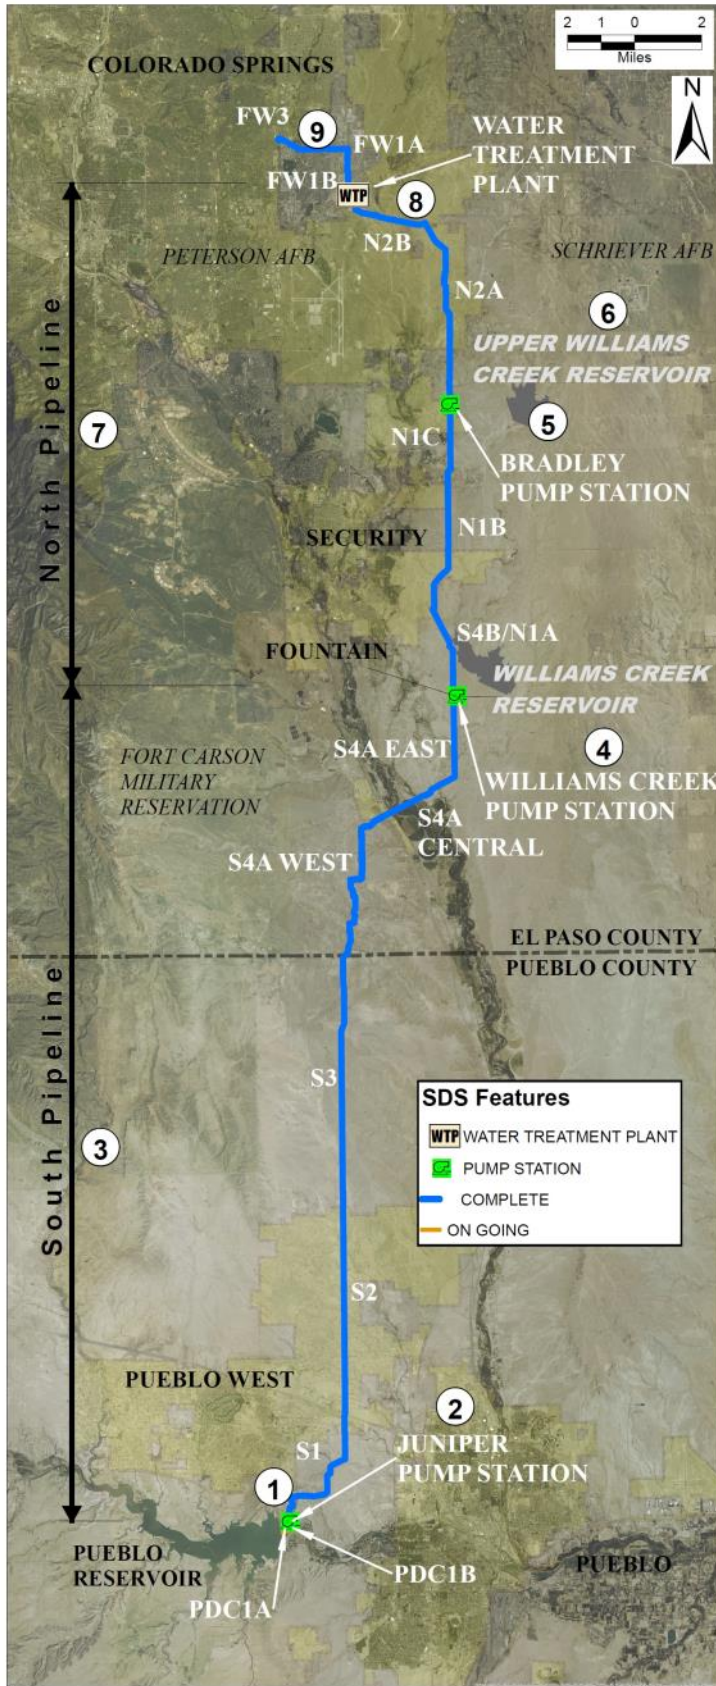 2 1 0 2
Miles
N
COLORADO SPRINGS
FW3
9
FW1A
WATER
TREATMENT
PLANT
FW1B
WTP
8
N2B
PETERSON AFB
SCHRIEVER AFB
N2A
6
UPPER WILLIAMS
CREEK RESERVOIR
North Pipeline
7
5
N1C
BRADLEY
PUMP STATION
N1B
SECURITY
S4B/N1A
FOUNTAIN
WILLIAMS CREEK
RESERVOIR
4
S4A EAST
FORT CARSON
MILITARY
RESERVATION
WILLIAMS CREEK
PUMP STATION
S4A
CENTRAL
S4A WEST
EL PASO COUNTY
PUEBLO COUNTY
South Pipeline
S3
3
SDS Features
WTP WATER TREATMENT PLANT
PUMP STATION
COMPLETE
ON GOING
S2
PUEBLO WEST
2
JUNIPER
PUMP STATION
S1
1
PUEBLO
RESERVOIR
PDC1B
PUEBLO
PDC1A